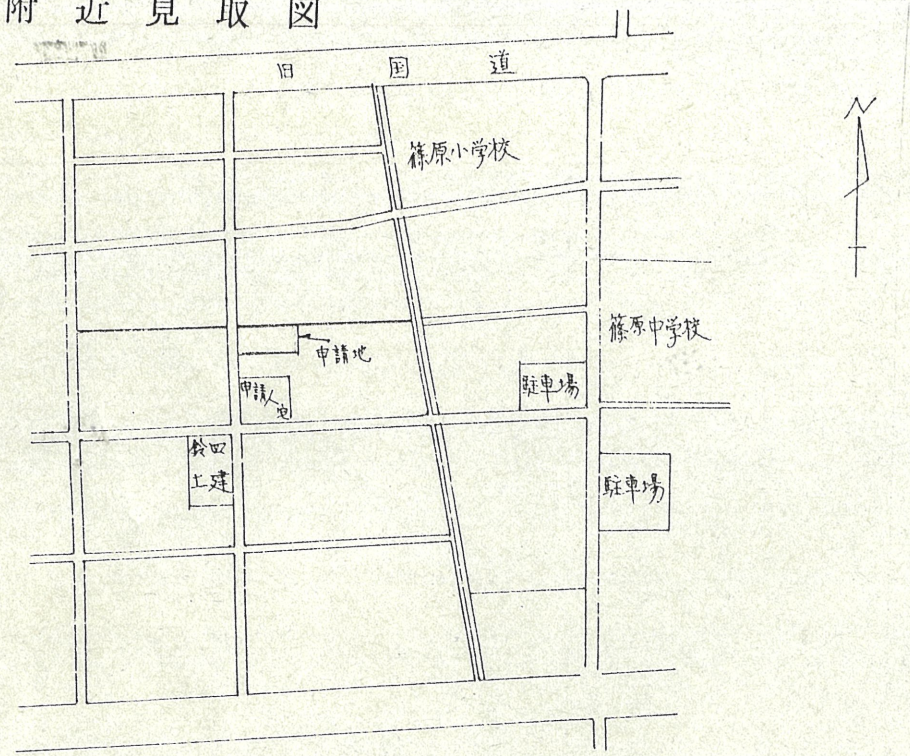 附近見取図
旧国道
N
篠原小学校
篠原中学校
申請地
申請人宅
駐車場
鈴四
土建
駐車場